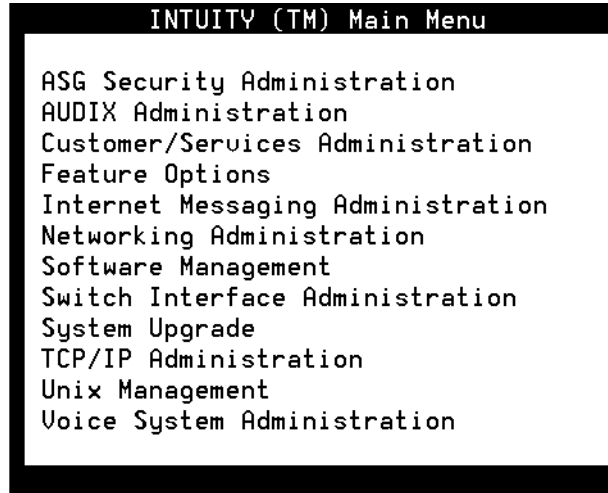 INTUITY (TM) Main Menu
ASG Security Administration
AUDIX Administration
Customer/Services Administration
Feature Options
Internet Messaging Administration
Networking Administration
Software Management
Switch Interface Administration
System Upgrade
TCP/IP Administration
Unix Management
Voice System Administration